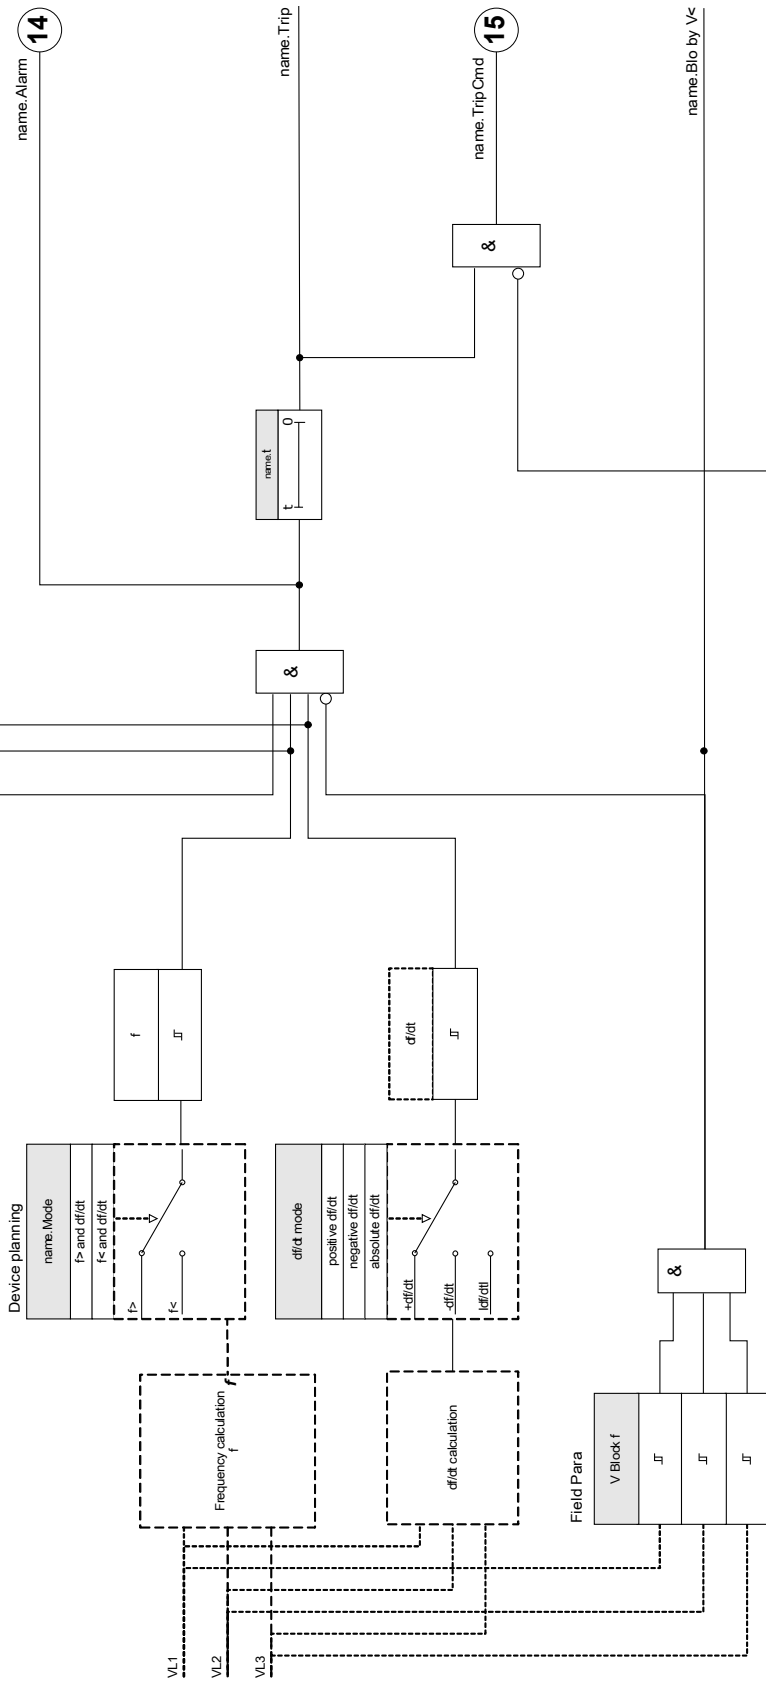 Device planning
name.Alarm
14
name.Mode
f> and df/dt
f< and df/dt
f>
f<
f
VL1
VL2
VL3
Frequency calculation
f
f
&
name.t
t
0
name.Trip
df/dt mode
positive df/dt
negative df/dt
absolute df/dt
+df/dt
-df/dt
|df/dt|
df/dt calculation
df/dt
&
name.TripCmd
15
Field Para
V Block f
&
name.Blo by V<